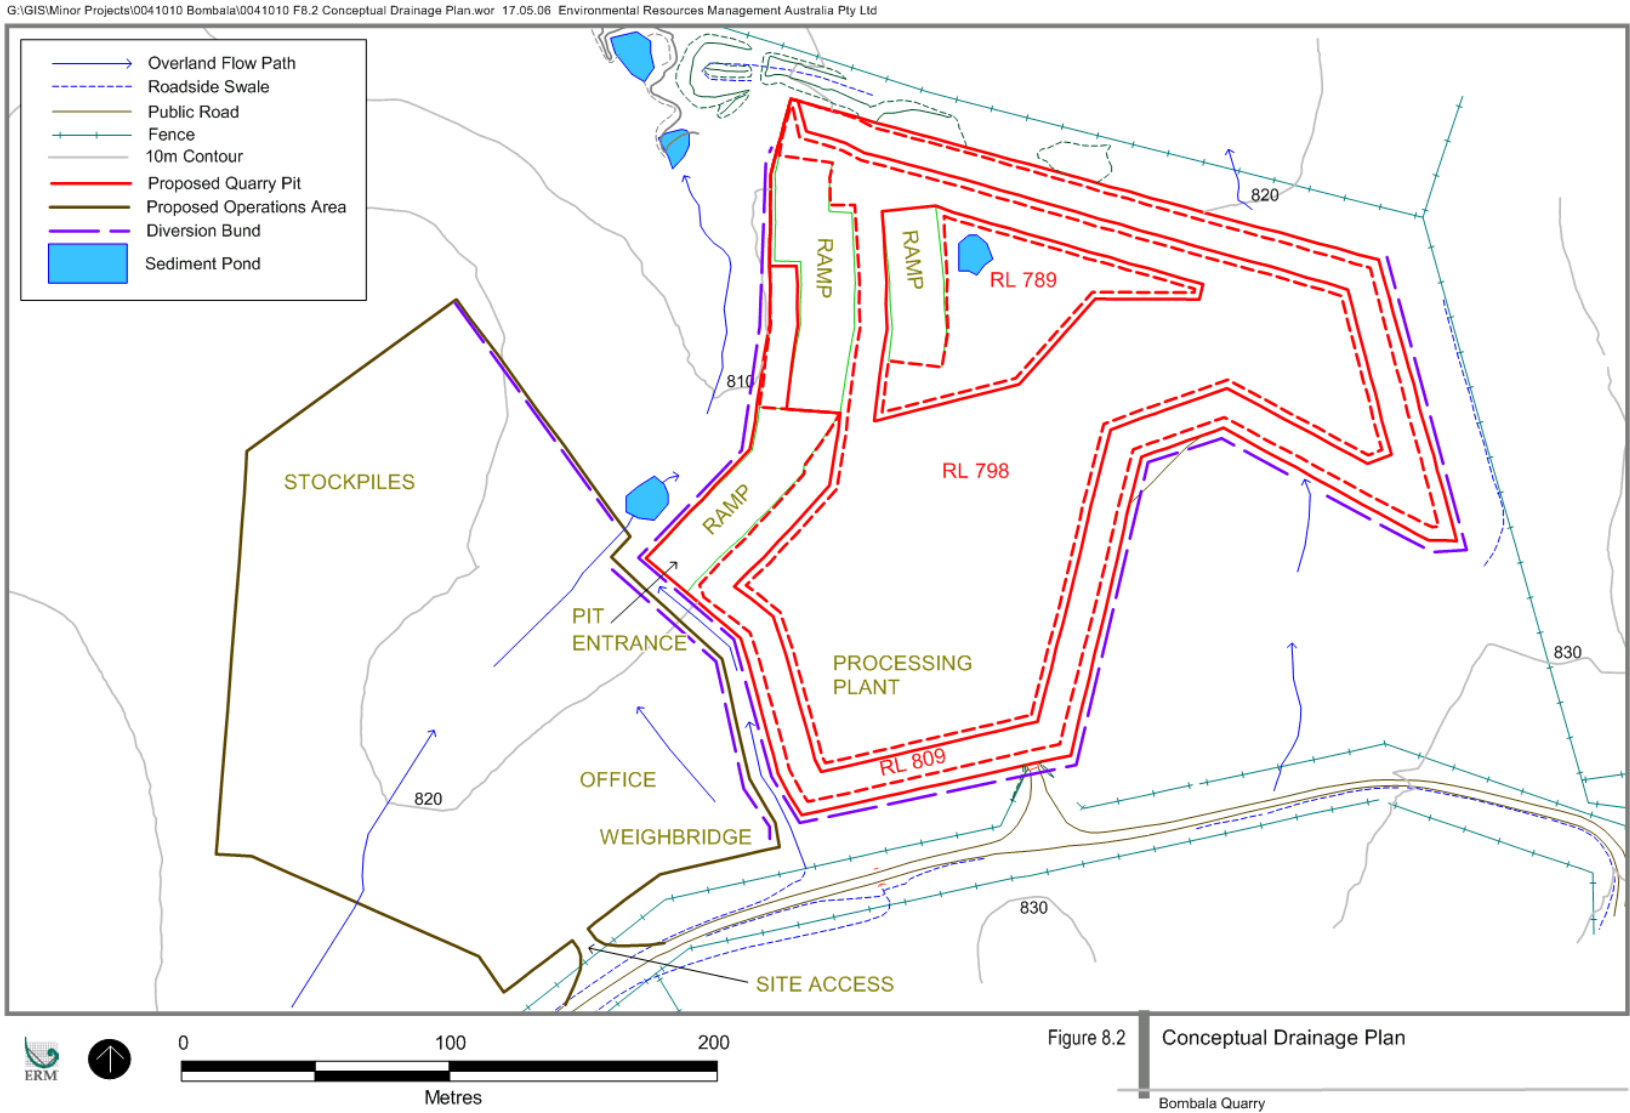 G:\GIS\Minor Projects\0041010 Bombala\0041010 F8.2 Conceptual Drainage Plan.wor 17.05.06 Environmental Resources Management Australia Pty Ltd
Overland Flow Path
Roadside Swale
Public Road
Fence
10m Contour
Proposed Quarry Pit
Proposed Operations Area
Diversion Bund
Sediment Pond
820
RAMP
RAMP
RL 789
810
STOCKPILES
RL 798
RAMP
PIT
ENTRANCE
PROCESSING
PLANT
830
RL 809
OFFICE
820
WEIGHBRIDGE
830
SITE ACCESS
ERM
0 100 200
Metres
Figure 8.2
Conceptual Drainage Plan
Bombala Quarry